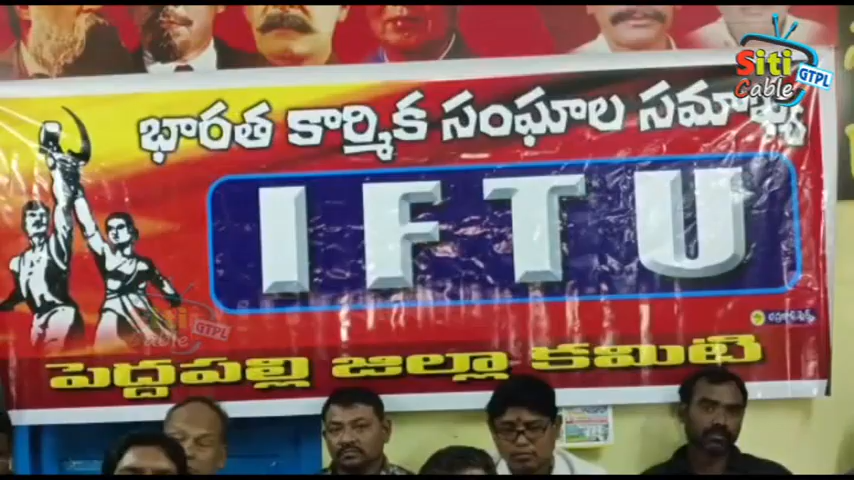 Siti
Cable
GTPL
భారత కార్మిక సంఘాల సమాఖ్య
IFTU
పెద్దపల్లి జిల్లా కమిటి